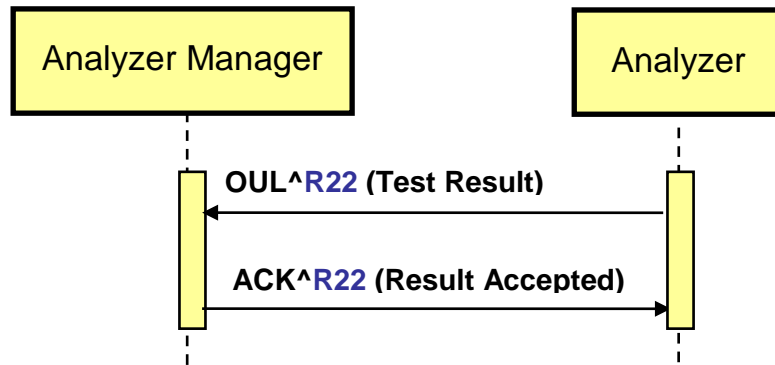 Analyzer Manager
Analyzer
OUL^R22 (Test Result)
ACK^R22 (Result Accepted)